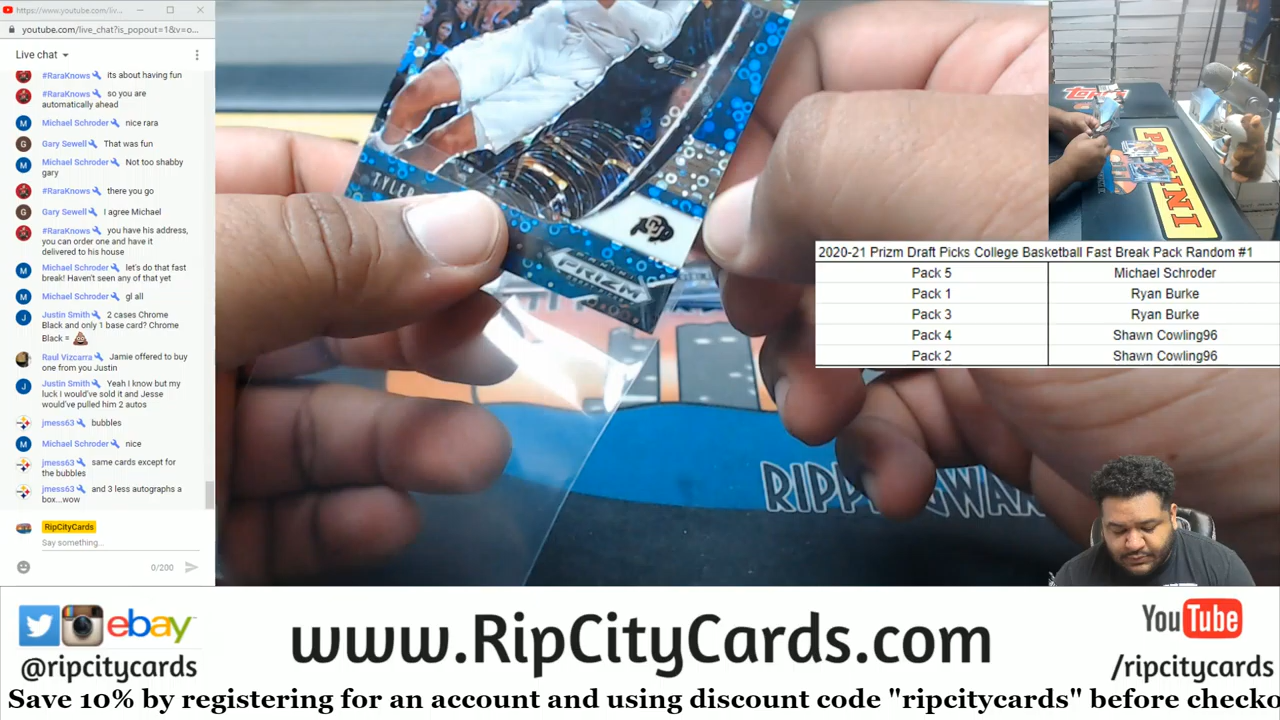 https://www.youtube.com/liv...
youtube.com/live_chat?is_popout=1&v=o...
Live chat
#RaraKnows its about having fun
#RaraKnows so you are
automatically ahead
Michael Schroder nice rara
G Gary Sewell That was fun
Michael Schroder Not too shabby
gary
#RaraKnows there you go
G Gary Sewell I agree Michael
#RaraKnows you have his address,
you can order one and have it
delivered to his house
M Michael Schroder let's do that fast
break! Haven't seen any of that yet
M Michael Schroder gl all
J Justin Smith 2 cases Chrome
Black and only 1 base card? Chrome
Black =
Raul Vizcarra Jamie offered to buy
one from you Justin
J Justin Smith Yeah I know but my
luck I would've sold it and Jesse
would've pulled him 2 autos
jmess63 bubbles
M Michael Schroder nice
jmess63 same cards except for
the bubbles
jmess63 and 3 less autographs a
box...wow
RipCityCards
Say something...
0/200
TYLER
CU
PANINI
PRIZM
RIPP
WAX
Topps
PANINI
2020-21 Prizm Draft Picks College Basketball Fast Break Pack Random #1
Pack 5 Michael Schroder
Pack 1 Ryan Burke
Pack 3 Ryan Burke
Pack 4 Shawn Cowling96
Pack 2 Shawn Cowling96
ebay
@ripcitycards
www.RipCityCards.com
YouTube
/ripcitycards
Save 10% by registering for an account and using discount code "ripcitycards" before checko